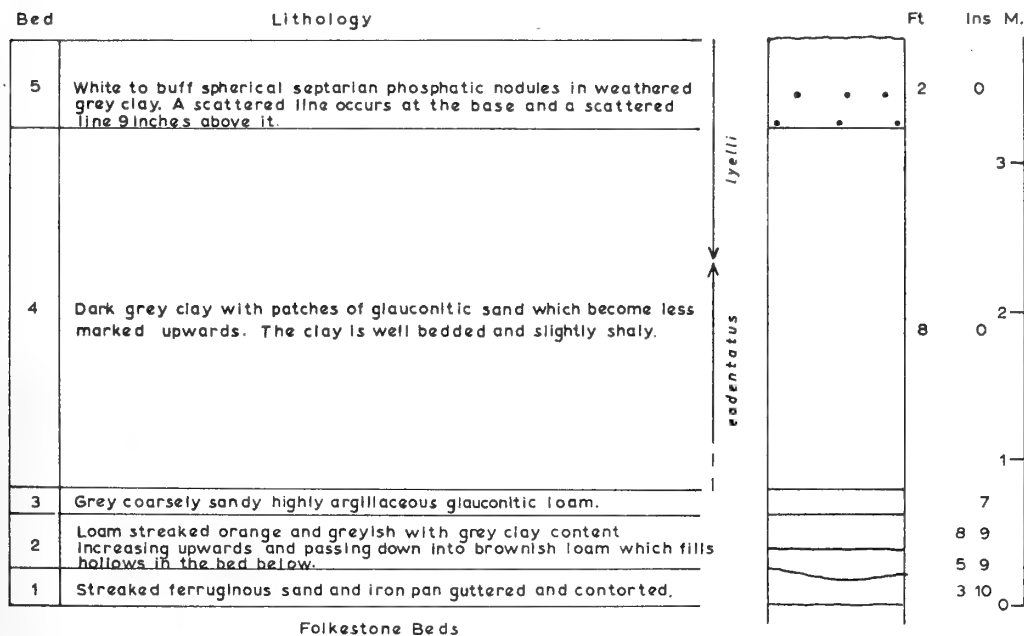 Bed Lithology Ft Ins M.
5 White to buff spherical septarian phosphatic nodules in weathered 2 0
grey clay. A scattered line occurs at the base and a scattered
line 9 inches above it.
lyelli
3
4 Dark grey clay with patches of glauconitic sand which become less
marked upwards. The clay is well bedded and slightly shaly. 8 0
eadentatus
2
1
3 Grey coarsely sandy highly argillaceous glauconitic loam. 7
2 Loam streaked orange and greyish with grey clay content 8 9
increasing upwards and passing down into brownish loam which fills
hollows in the bed below. 5 9
1 Streaked ferruginous sand and iron pan guttered and contorted. 3 10
0
Folkestone Beds